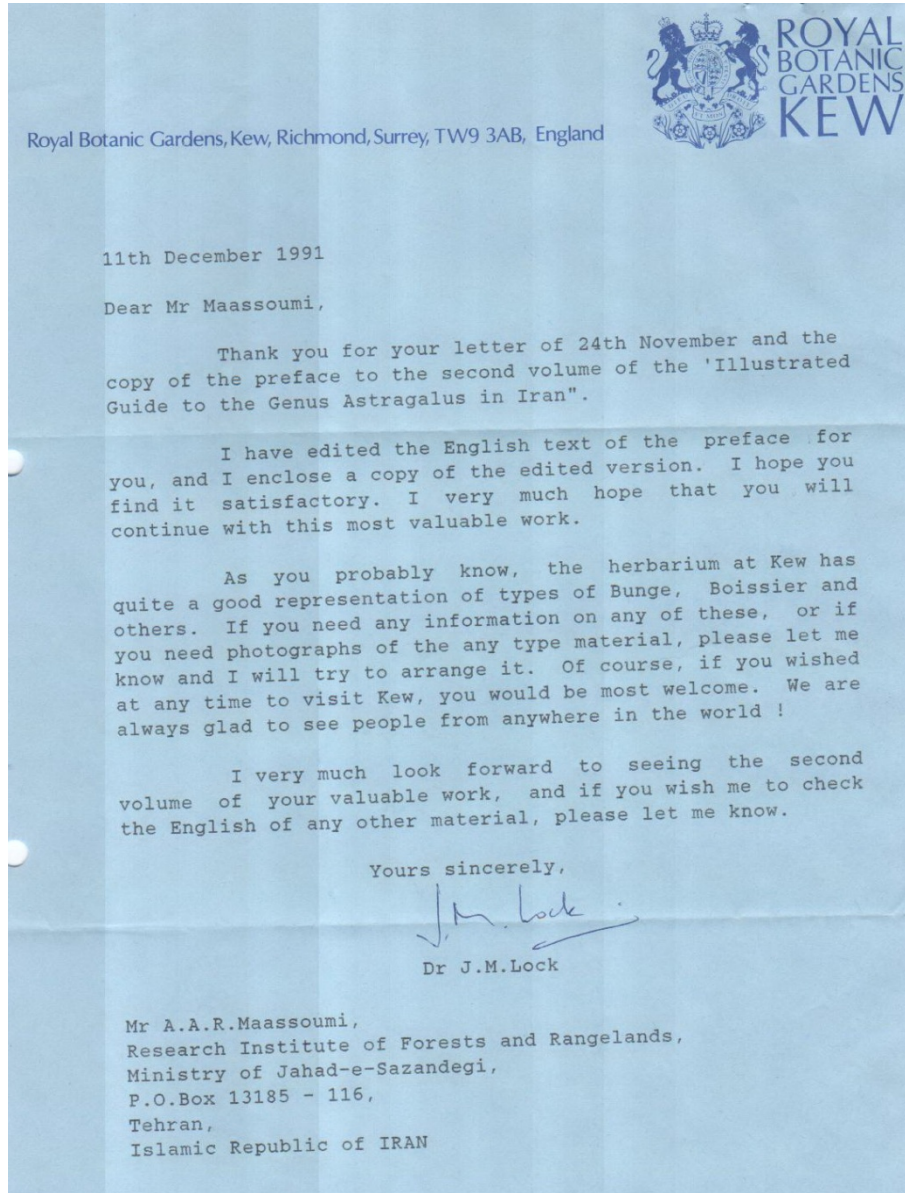 ROYAL
BOTANIC
GARDENS
KEW
Royal Botanic Gardens, Kew, Richmond, Surrey, TW9 3AB, England
11th December 1991
Dear Mr Maassoumi,
Thank you for your letter of 24th November and the
copy of the preface to the second volume of the 'Illustrated
Guide to the Genus Astragalus in Iran".
I have edited the English text of the preface for
you, and I enclose a copy of the edited version. I hope you
find it satisfactory. I very much hope that you will
continue with this most valuable work.
As you probably know, the herbarium at Kew has
quite a good representation of types of Bunge, Boissier and
others. If you need any information on any of these, or if
you need photographs of the any type material, please let me
know and I will try to arrange it. Of course, if you wished
at any time to visit Kew, you would be most welcome. We are
always glad to see people from anywhere in the world !
I very much look forward to seeing the second
volume of your valuable work, and if you wish me to check
the English of any other material, please let me know.
Yours sincerely,
J.M. Lock
Dr J.M.Lock
Mr A.A.R.Maassoumi,
Research Institute of Forests and Rangelands,
Ministry of Jahad-e-Sazandegi,
P.O.Box 13185 - 116,
Tehran,
Islamic Republic of IRAN